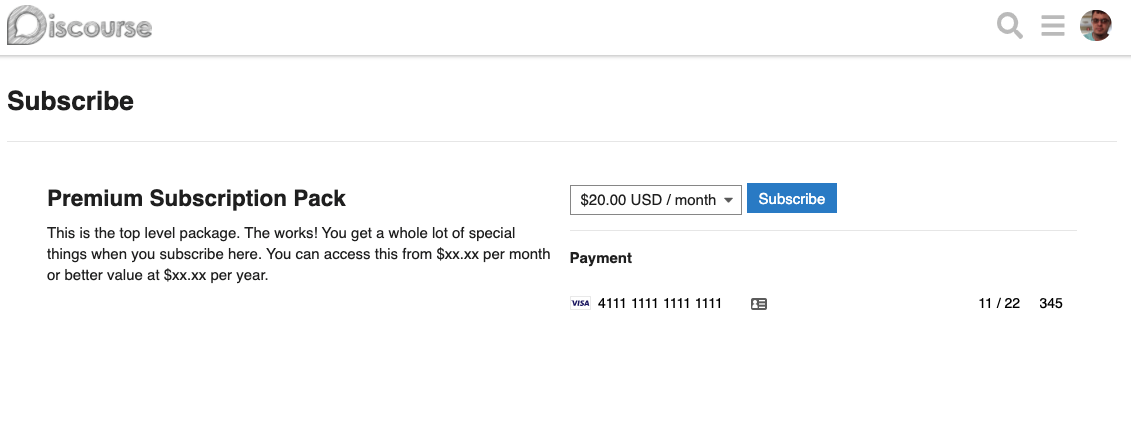 Discourse
Subscribe
Premium Subscription Pack
This is the top level package. The works! You get a whole lot of special
things when you subscribe here. You can access this from $xx.xx per month
or better value at $xx.xx per year.
$20.00 USD / month
Subscribe
Payment
VISA 4111 1111 1111 1111 11 / 22 345